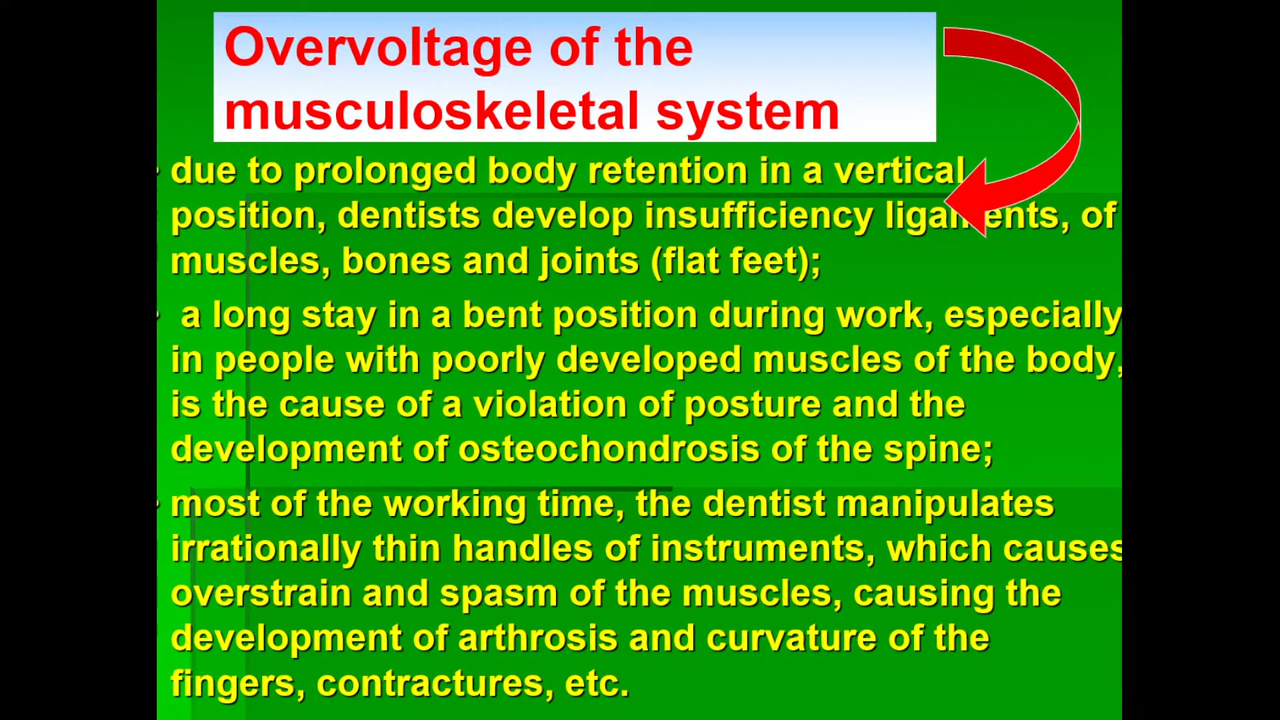 Overvoltage of the
musculoskeletal system
due to prolonged body retention in a vertical
position, dentists develop insufficiency ligaments, of
muscles, bones and joints (flat feet);
a long stay in a bent position during work, especially
in people with poorly developed muscles of the body,
is the cause of a violation of posture and the
development of osteochondrosis of the spine;
most of the working time, the dentist manipulates
irrationally thin handles of instruments, which causes
overstrain and spasm of the muscles, causing the
development of arthrosis and curvature of the
fingers, contractures, etc.